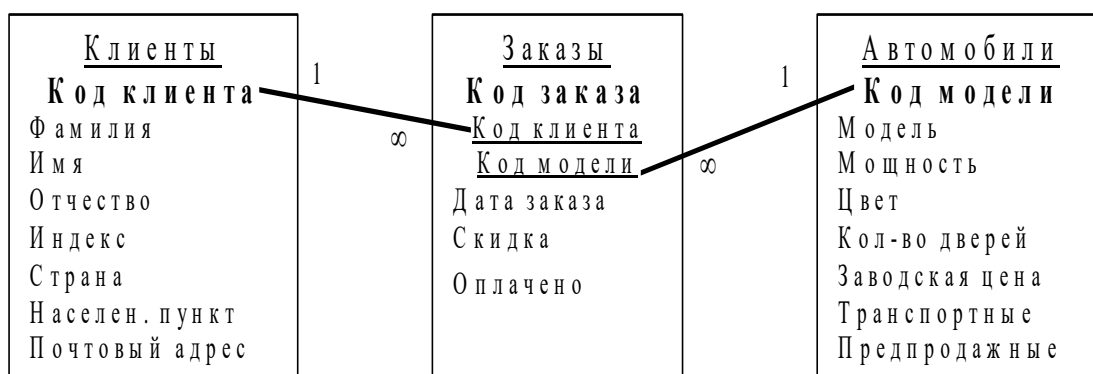 Клиенты
Код клиента
Фамилия
Имя
Отчество
Индекс
Страна
Населен. пункт
Почтовый адрес
1
∞
Заказы
Код заказа
Код клиента
Код модели
Дата заказа
Скидка
Оплачено
1
∞
Автомобили
Код модели
Модель
Мощность
Цвет
Кол-во дверей
Заводская цена
Транспортные
Предпродажные